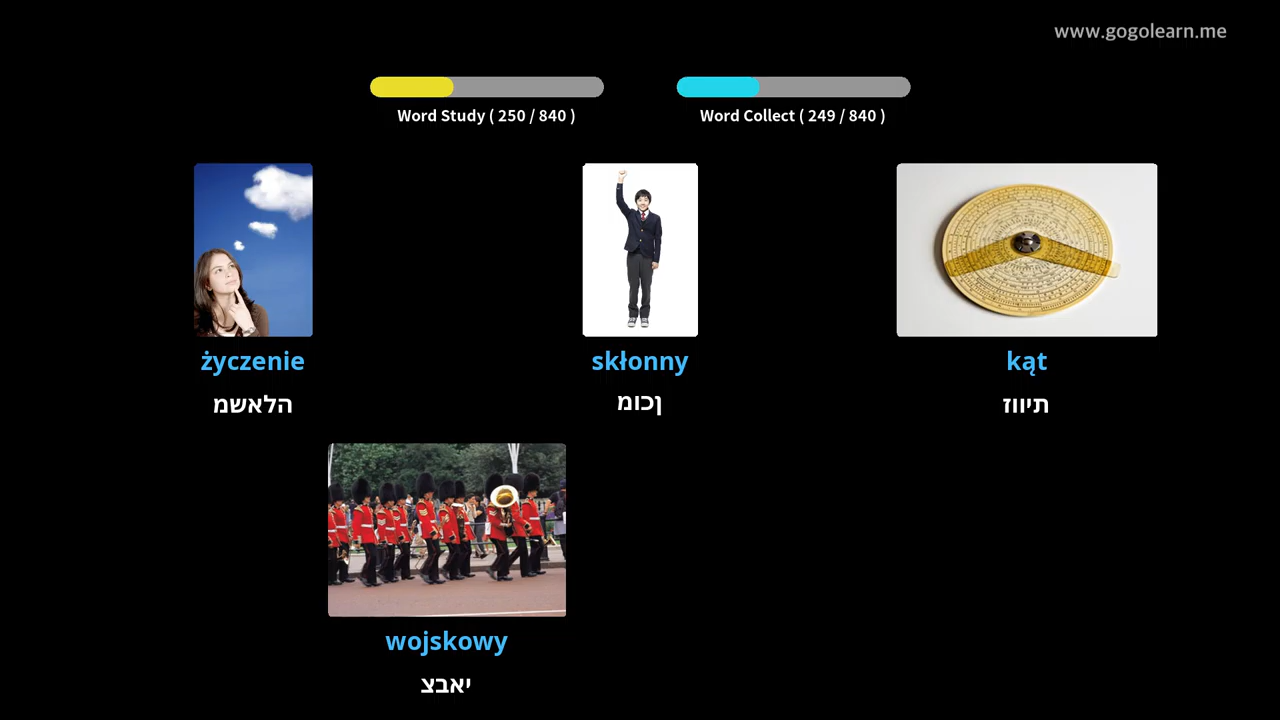 www.gogolearn.me
Word Study ( 250 / 840 )
Word Collect ( 249 / 840 )
życzenie
skłonny
kąt
הלאשמ
ןכומ
תיווז
wojskowy
יאבצ